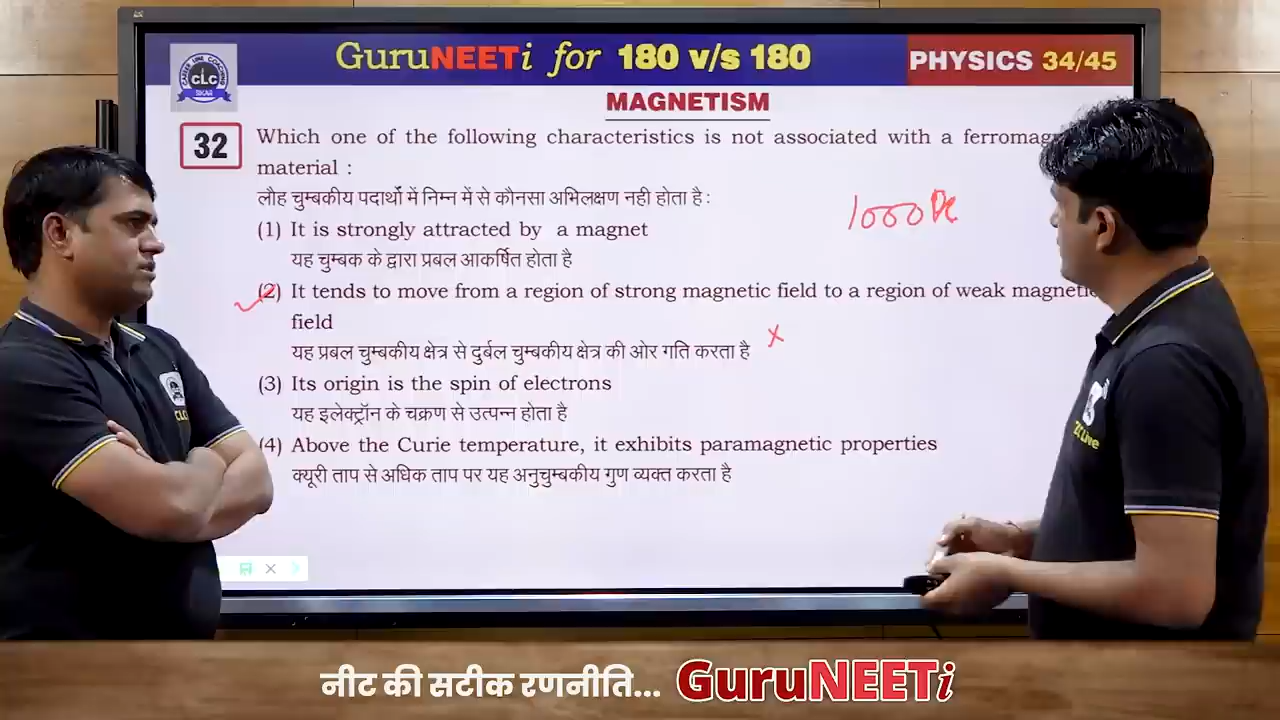 GuruNEETi for 180 v/s 180
PHYSICS 34/45
CLC
SIKAR
MAGNETISM
32
Which one of the following characteristics is not associated with a
material :
लौह चुम्बकीय पदार्थों में निम्न में से कौनसा अभिलक्षण नही होता है :
1000
(1) It is strongly attracted by a magnet
यह चुम्बक के द्वारा प्रबल आकर्षित होता है
(2) It tends to move from a region of strong magnetic field to a region of weak magnetic
field
यह प्रबल चुम्बकीय क्षेत्र से दुर्बल चुम्बकीय क्षेत्र की ओर गति करता है
(3) Its origin is the spin of electrons
यह इलेक्ट्रॉन के चक्रण से उत्पन्न होता है
(4) Above the Curie temperature, it exhibits paramagnetic properties
क्यूरी ताप से अधिक ताप पर यह अनुचुम्बकीय गुण व्यक्त करता है
नीट की सटीक रणनीति... GuruNEETi